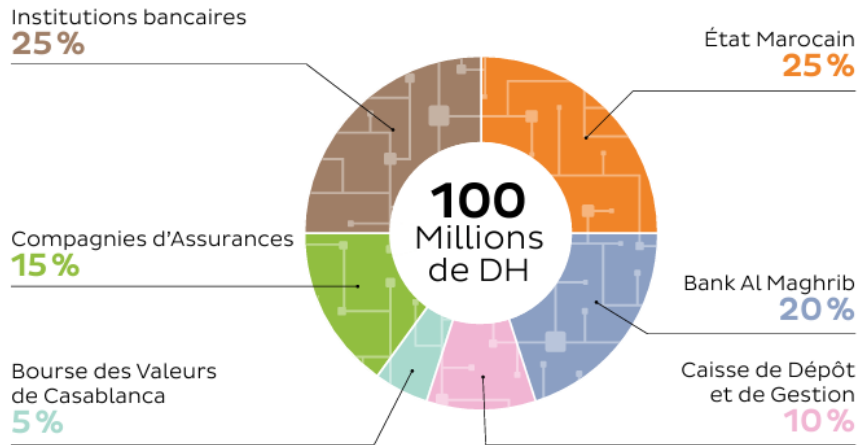 Institutions bancaires
25 %
État Marocain
25 %
100
Millions
de DH
Compagnies d’Assurances
15 %
Bank Al Maghrib
20 %
Bourse des Valeurs
de Casablanca
5 %
Caisse de Dépôt
et de Gestion
10 %